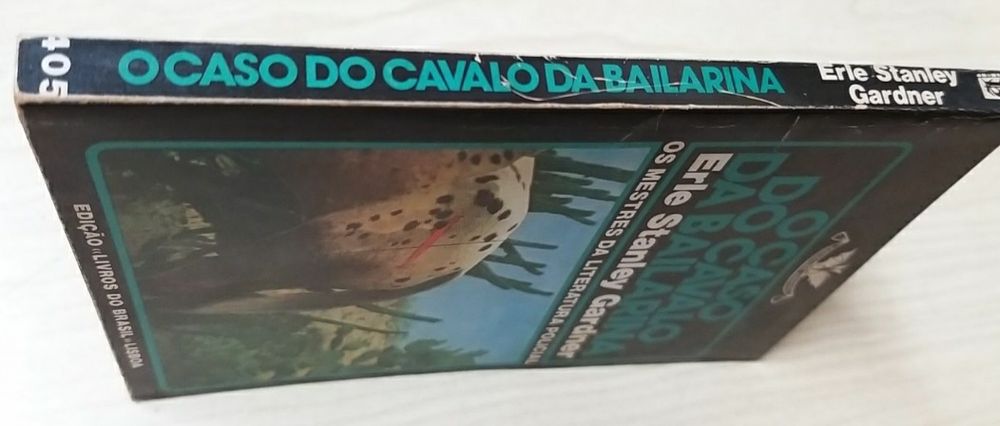 405
O CASO DO CAVALO DA BAILARINA
Erle Stanley
Gardner
O CASO
DO CAVALO
DA BAILARINA
Erle Stanley Gardner
OS MESTRES DA LITERATURA POLICIAL
EDIÇÃO «LIVROS DO BRASIL» LISBOA